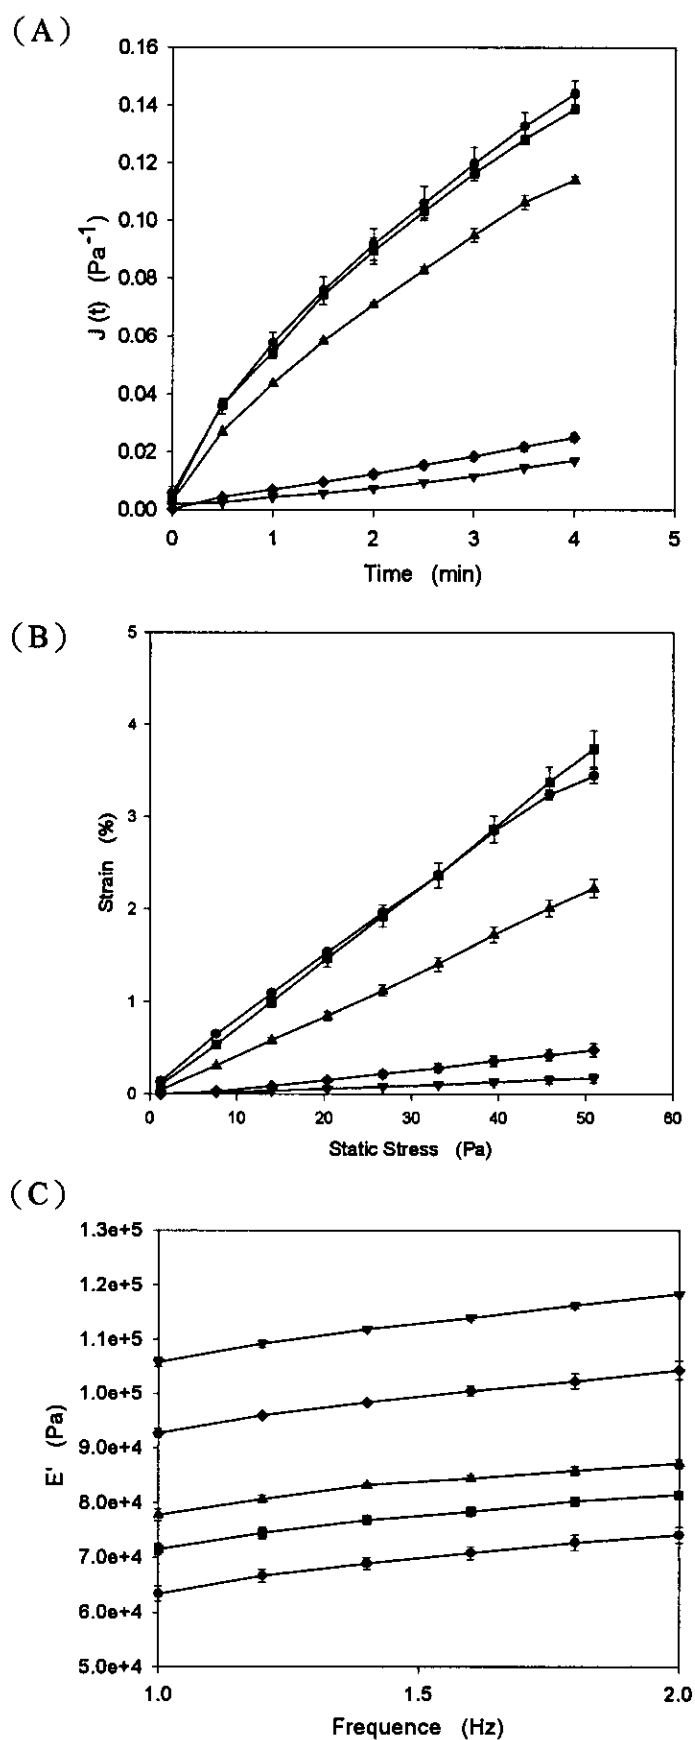 (A)
0.16
0.14
0.12
0.10
0.08
0.06
0.04
0.02
0.00
J (t) (Pa⁻¹)
0 1 2 3 4 5
Time (min)
(B)
5
4
3
2
1
0
Strain (%)
0 10 20 30 40 50 60
Static Stress (Pa)
(C)
1.3e+5
1.2e+5
1.1e+5
1.0e+5
9.0e+4
8.0e+4
7.0e+4
6.0e+4
5.0e+4
E' (Pa)
1.0 1.5 2.0
Frequence (Hz)